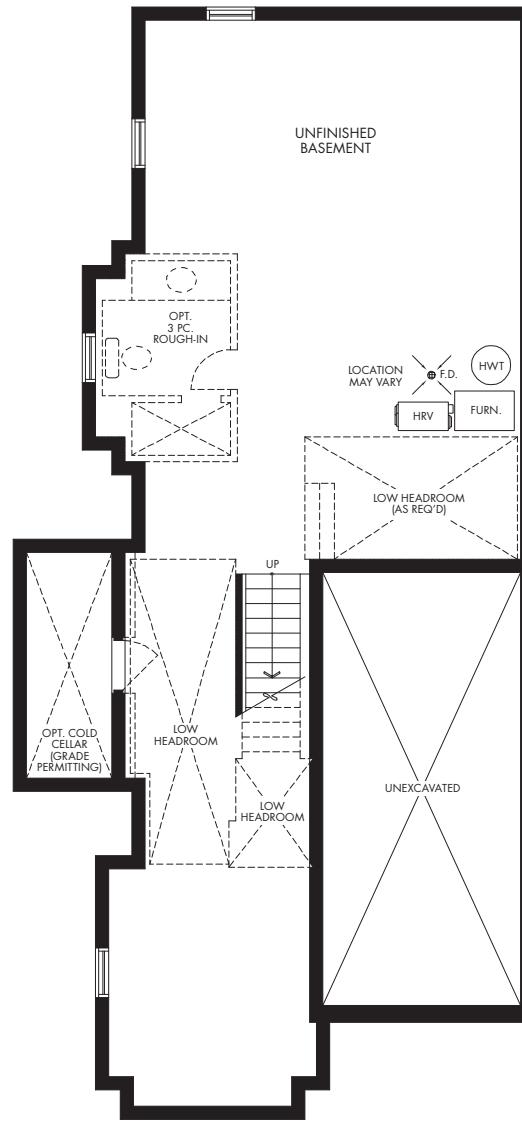 UNFINISHED
BASEMENT
OPT.
3 PC.
ROUGH-IN
LOCATION
MAY VARY
F.D.
HWT
HRV
FURN.
LOW HEADROOM
(AS REQ'D)
UP
OPT. COLD
CELLAR
(GRADE
PERMITTING)
LOW
HEADROOM
LOW
HEADROOM
UNEXCAVATED